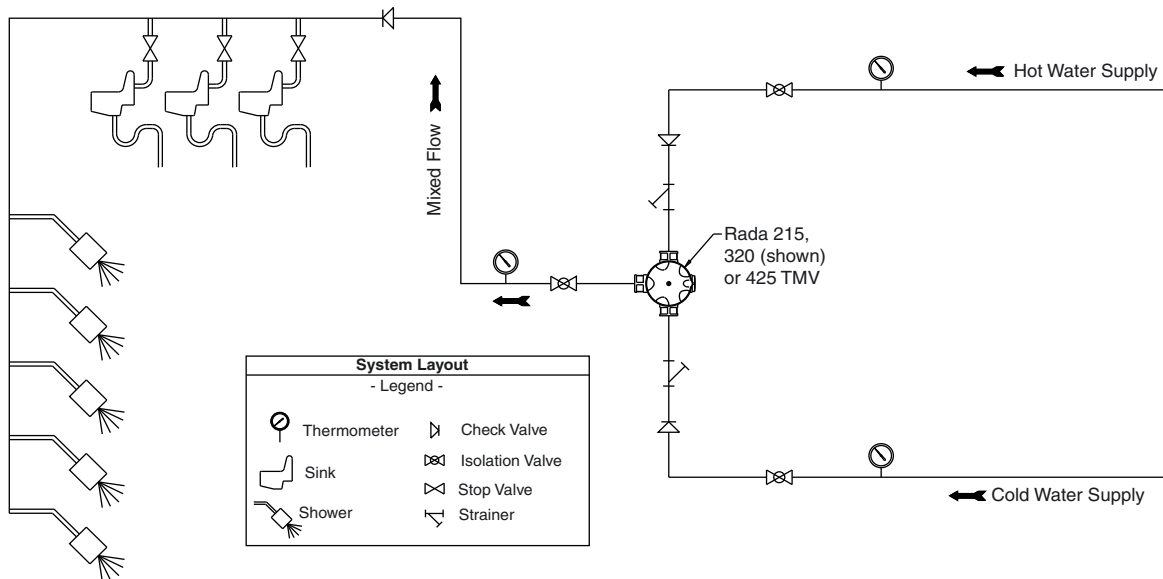 Hot Water Supply
Mixed Flow
Rada 215,
320 (shown)
or 425 TMV
System Layout
- Legend -
Thermometer
Sink
Shower
Check Valve
Isolation Valve
Stop Valve
Strainer
Cold Water Supply